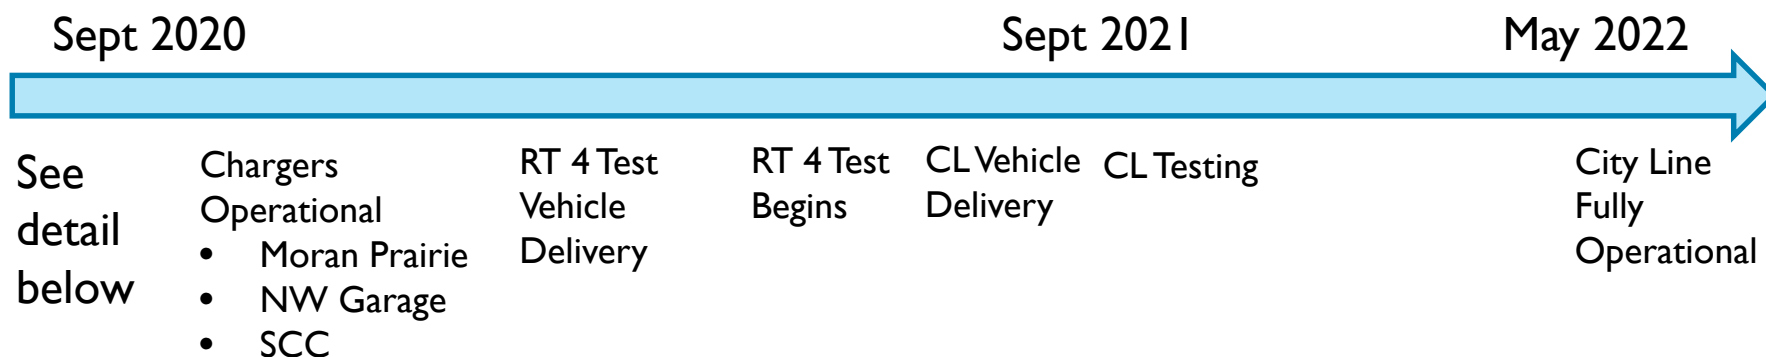 Sept 2020
Sept 2021
May 2022
See
detail
below
Chargers
Operational
• Moran Prairie
• NW Garage
• SCC
RT 4 Test
Vehicle
Delivery
RT 4 Test
Begins
CL Vehicle
Delivery
CL Testing
City Line
Fully
Operational